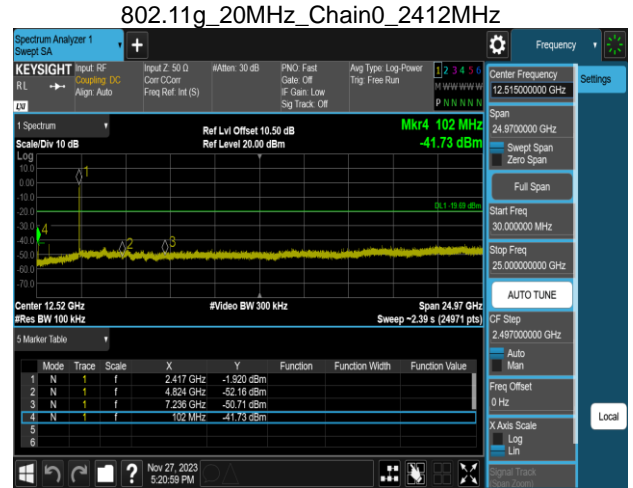 802.11g_20MHz_Chain0_2412MHz
Spectrum Analyzer 1
Swept SA
Frequency
KEYSIGHT
RL
Input: RF
Coupling: DC
Align: Auto
Input Z: 50 Ω
Corr CCorr
Freq Ref: Int (S)
#Atten: 30 dB
PNO: Fast
Gate: Off
IF Gain: Low
Sig Track: Off
Avg Type: Log-Power
Trig: Free Run
1 2 3 4 5 6
M W W W W W
P N N N N N
LXI
1 Spectrum
Scale/Div 10 dB
Ref Lvl Offset 10.50 dB
Ref Level 20.00 dBm
Mkr4 102 MHz
-41.73 dBm
Log
10.0
0.00
-10.0
-20.0
-30.0
-40.0
-50.0
-60.0
-70.0
1
2
3
4
DL1 -19.69 dBm
Center 12.52 GHz
#Res BW 100 kHz
#Video BW 300 kHz
Span 24.97 GHz
Sweep ~2.39 s (24971 pts)
5 Marker Table
Mode Trace Scale X Y Function Function Width Function Value
1 N 1 f 2.417 GHz -1.920 dBm
2 N 1 f 4.824 GHz -52.16 dBm
3 N 1 f 7.236 GHz -50.71 dBm
4 N 1 f 102 MHz -41.73 dBm
5
6
Nov 27, 2023
5:20:59 PM
Center Frequency
12.515000000 GHz
Span
24.9700000 GHz
Swept Span
Zero Span
Full Span
Start Freq
30.000000 MHz
Stop Freq
25.000000000 GHz
AUTO TUNE
CF Step
2.497000000 GHz
Auto
Man
Freq Offset
0 Hz
X Axis Scale
Log
Lin
Signal Track
(Span Zoom)
Settings
Local